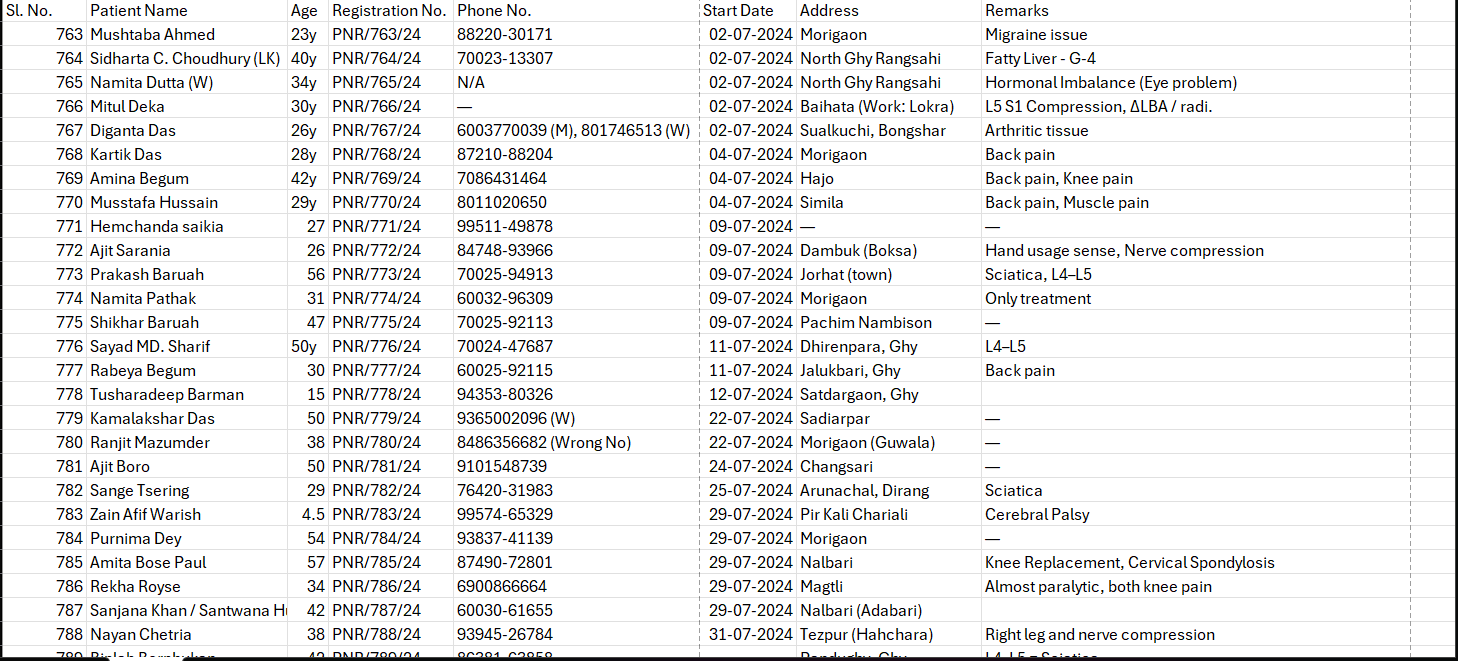 Sl. No. Patient Name Age Registration No. Phone No. Start Date Address Remarks
763 Mushtaba Ahmed 23y PNR/763/24 88220-30171 02-07-2024 Morigaon Migraine issue
764 Sidharta C. Choudhury (LK) 40y PNR/764/24 70023-13307 02-07-2024 North Ghy Rangsahi Fatty Liver - G-4
765 Namita Dutta (W) 34y PNR/765/24 N/A 02-07-2024 North Ghy Rangsahi Hormonal Imbalance (Eye problem)
766 Mitul Deka 30y PNR/766/24 — 02-07-2024 Baihata (Work: Lokra) L5 S1 Compression, ΔLBA / radi.
767 Diganta Das 26y PNR/767/24 6003770039 (M), 801746513 (W) 02-07-2024 Sualkuchi, Bongshar Arthritic tissue
768 Kartik Das 28y PNR/768/24 87210-88204 04-07-2024 Morigaon Back pain
769 Amina Begum 42y PNR/769/24 7086431464 04-07-2024 Hajo Back pain, Knee pain
770 Musstafa Hussain 29y PNR/770/24 8011020650 04-07-2024 Simila Back pain, Muscle pain
771 Hemchanda saikia 27 PNR/771/24 99511-49878 09-07-2024 — —
772 Ajit Sarania 26 PNR/772/24 84748-93966 09-07-2024 Dambuk (Boksa) Hand usage sense, Nerve compression
773 Prakash Baruah 56 PNR/773/24 70025-94913 09-07-2024 Jorhat (town) Sciatica, L4–L5
774 Namita Pathak 31 PNR/774/24 60032-96309 09-07-2024 Morigaon Only treatment
775 Shikhar Baruah 47 PNR/775/24 70025-92113 09-07-2024 Pachim Nambison —
776 Sayad MD. Sharif 50y PNR/776/24 70024-47687 11-07-2024 Dhirenpara, Ghy L4–L5
777 Rabeya Begum 30 PNR/777/24 60025-92115 11-07-2024 Jalukbari, Ghy Back pain
778 Tusharadeep Barman 15 PNR/778/24 94353-80326 12-07-2024 Satdargaon, Ghy
779 Kamalakshar Das 50 PNR/779/24 9365002096 (W) 22-07-2024 Sadiarpar —
780 Ranjit Mazumder 38 PNR/780/24 8486356682 (Wrong No) 22-07-2024 Morigaon (Guwala) —
781 Ajit Boro 50 PNR/781/24 9101548739 24-07-2024 Changsari —
782 Sange Tsering 29 PNR/782/24 76420-31983 25-07-2024 Arunachal, Dirang Sciatica
783 Zain Afif Warish 4.5 PNR/783/24 99574-65329 29-07-2024 Pir Kali Chariali Cerebral Palsy
784 Purnima Dey 54 PNR/784/24 93837-41139 29-07-2024 Morigaon —
785 Amita Bose Paul 57 PNR/785/24 87490-72801 29-07-2024 Nalbari Knee Replacement, Cervical Spondylosis
786 Rekha Royse 34 PNR/786/24 6900866664 29-07-2024 Magtli Almost paralytic, both knee pain
787 Sanjana Khan / Santwana 42 PNR/787/24 60030-61655 29-07-2024 Nalbari (Adabari)
788 Nayan Chetria 38 PNR/788/24 93945-26784 31-07-2024 Tezpur (Hahchara) Right leg and nerve compression